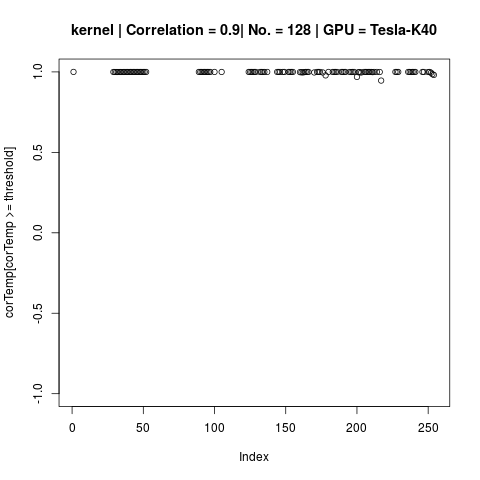 kernel | Correlation = 0.9| No. = 128 | GPU = Tesla-K40
corTemp[corTemp >= threshold]
1.0
0.5
0.0
-0.5
-1.0
0 50 100 150 200 250
Index